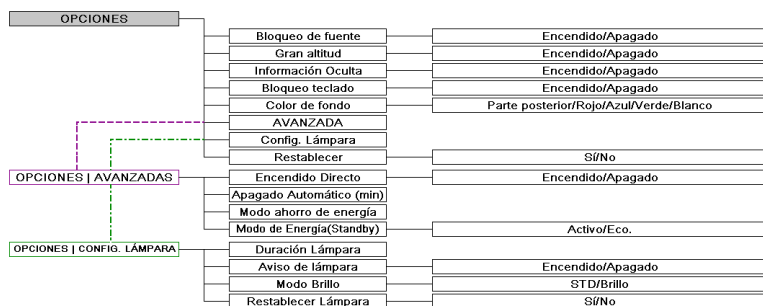 OPCIONES
Bloqueo de fuente Encendido/Apagado
Gran altitud Encendido/Apagado
Información Oculta Encendido/Apagado
Bloqueo teclado Encendido/Apagado
Color de fondo Parte posterior/Rojo/Azul/Verde/Blanco
AVANZADA
Config. Lámpara
Restablecer Sí/No
OPCIONES | AVANZADAS Encendido Directo Encendido/Apagado
Apagado Automático (min)
Modo ahorro de energía
Modo de Energía(Standby) Activo/Eco.
OPCIONES | CONFIG. LÁMPARA Duración Lámpara
Aviso de lámpara Encendido/Apagado
Modo Brillo STD/Brillo
Restablecer Lámpara Sí/No